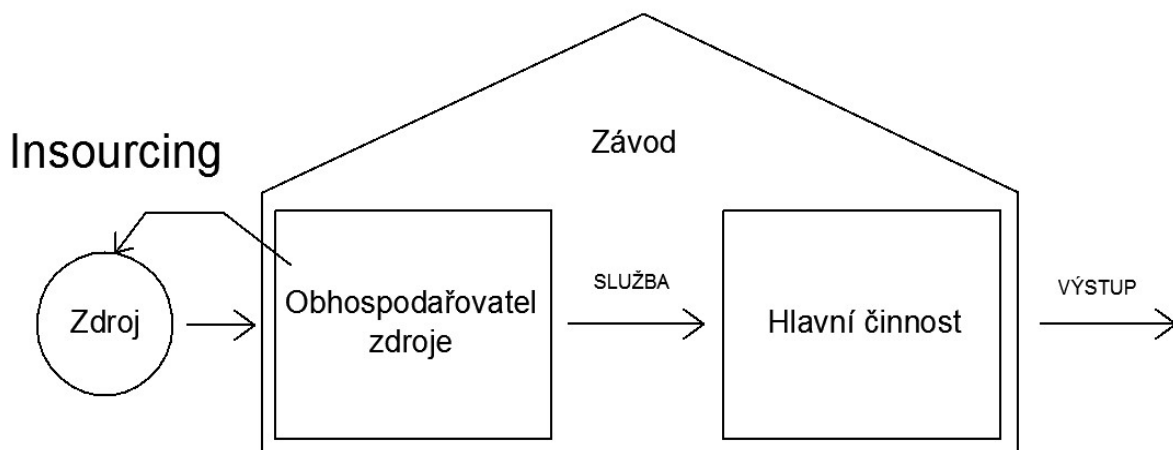 Insourcing
Závod
Zdroj
Obhospodařovatel
zdroje
SLUŽBA
Hlavní činnost
VÝSTUP